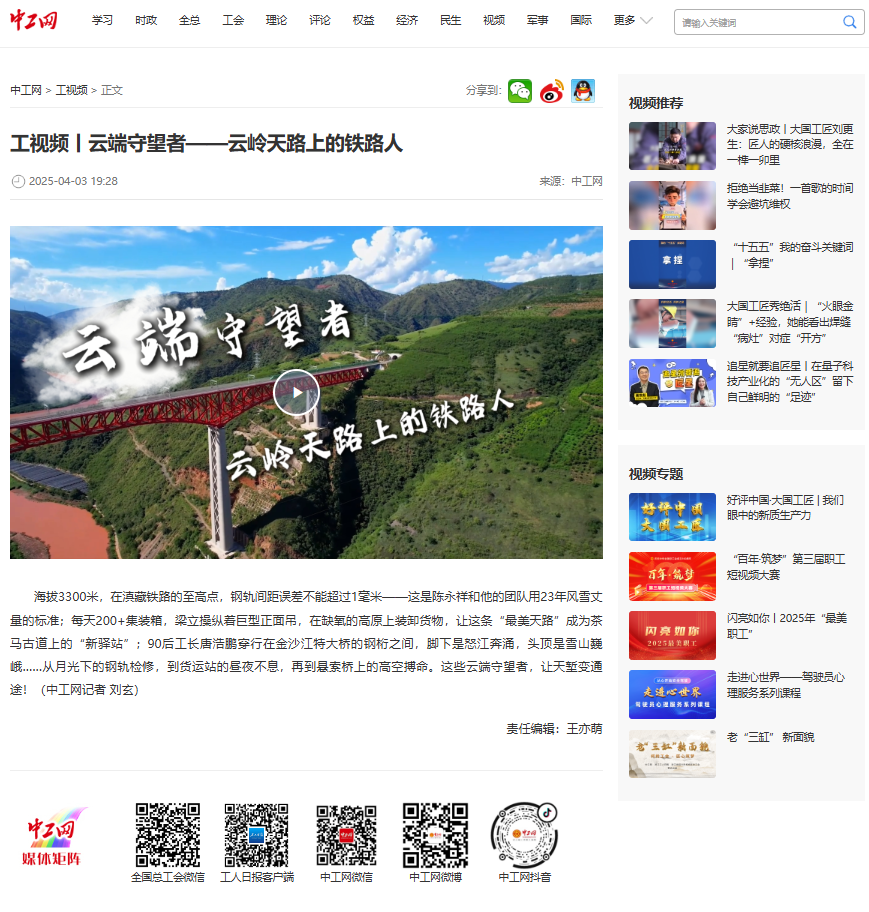 中工网
学习 时政 全总 工会 理论 评论 权益 经济 民生 视频 军事 国际 更多
请输入关键词
中工网 > 工视频 > 正文
分享到:
工视频丨云端守望者——云岭天路上的铁路人
2025-04-03 19:28
来源：中工网
云端守望者
云岭天路上的铁路人
海拔3300米，在滇藏铁路的至高点，钢轨间距误差不能超过1毫米——这是陈永祥和他的团队用23年风雪丈
量的标准；每天200+集装箱，梁立操纵着巨型正面吊，在缺氧的高原上装卸货物，让这条“最美天路”成为茶
马古道上的“新驿站”；90后工长唐浩鹏穿行在金沙江特大桥的钢桁之间，脚下是怒江奔涌，头顶是雪山巍
峨……从月光下的钢轨检修，到货运站的昼夜不息，再到悬索桥上的高空搏命。这些云端守望者，让天堑变通
途！（中工网记者 刘玄）
责任编辑：王亦萌
视频推荐
大家说思政丨大国工匠刘更
生：匠人的硬核浪漫，全在
一榫一卯里
拒绝当韭菜！一首歌的时间
学会避坑维权
“十五五”我的奋斗关键词
｜“拿捏”
拿捏
大国工匠秀绝活｜“火眼金
睛”+经验，她能看出焊缝
“病灶”对症“开方”
追星就要追匠星丨在量子科
技产业化的“无人区”留下
自己鲜明的“足迹”
视频专题
好评中国
大国工匠
好评中国·大国工匠 | 我们
眼中的新质生产力
百年·筑梦
“百年·筑梦”第三届职工
短视频大赛
闪亮如你
2025最美职工
闪亮如你丨2025年“最美
职工”
走进心世界
驾驶员心理服务系列课程
走进心世界——驾驶员心
理服务系列课程
老“三缸”新面貌
老“三缸” 新面貌
中工网
媒体矩阵
全国总工会微信 工人日报客户端 中工网微信 中工网微博 中工网抖音